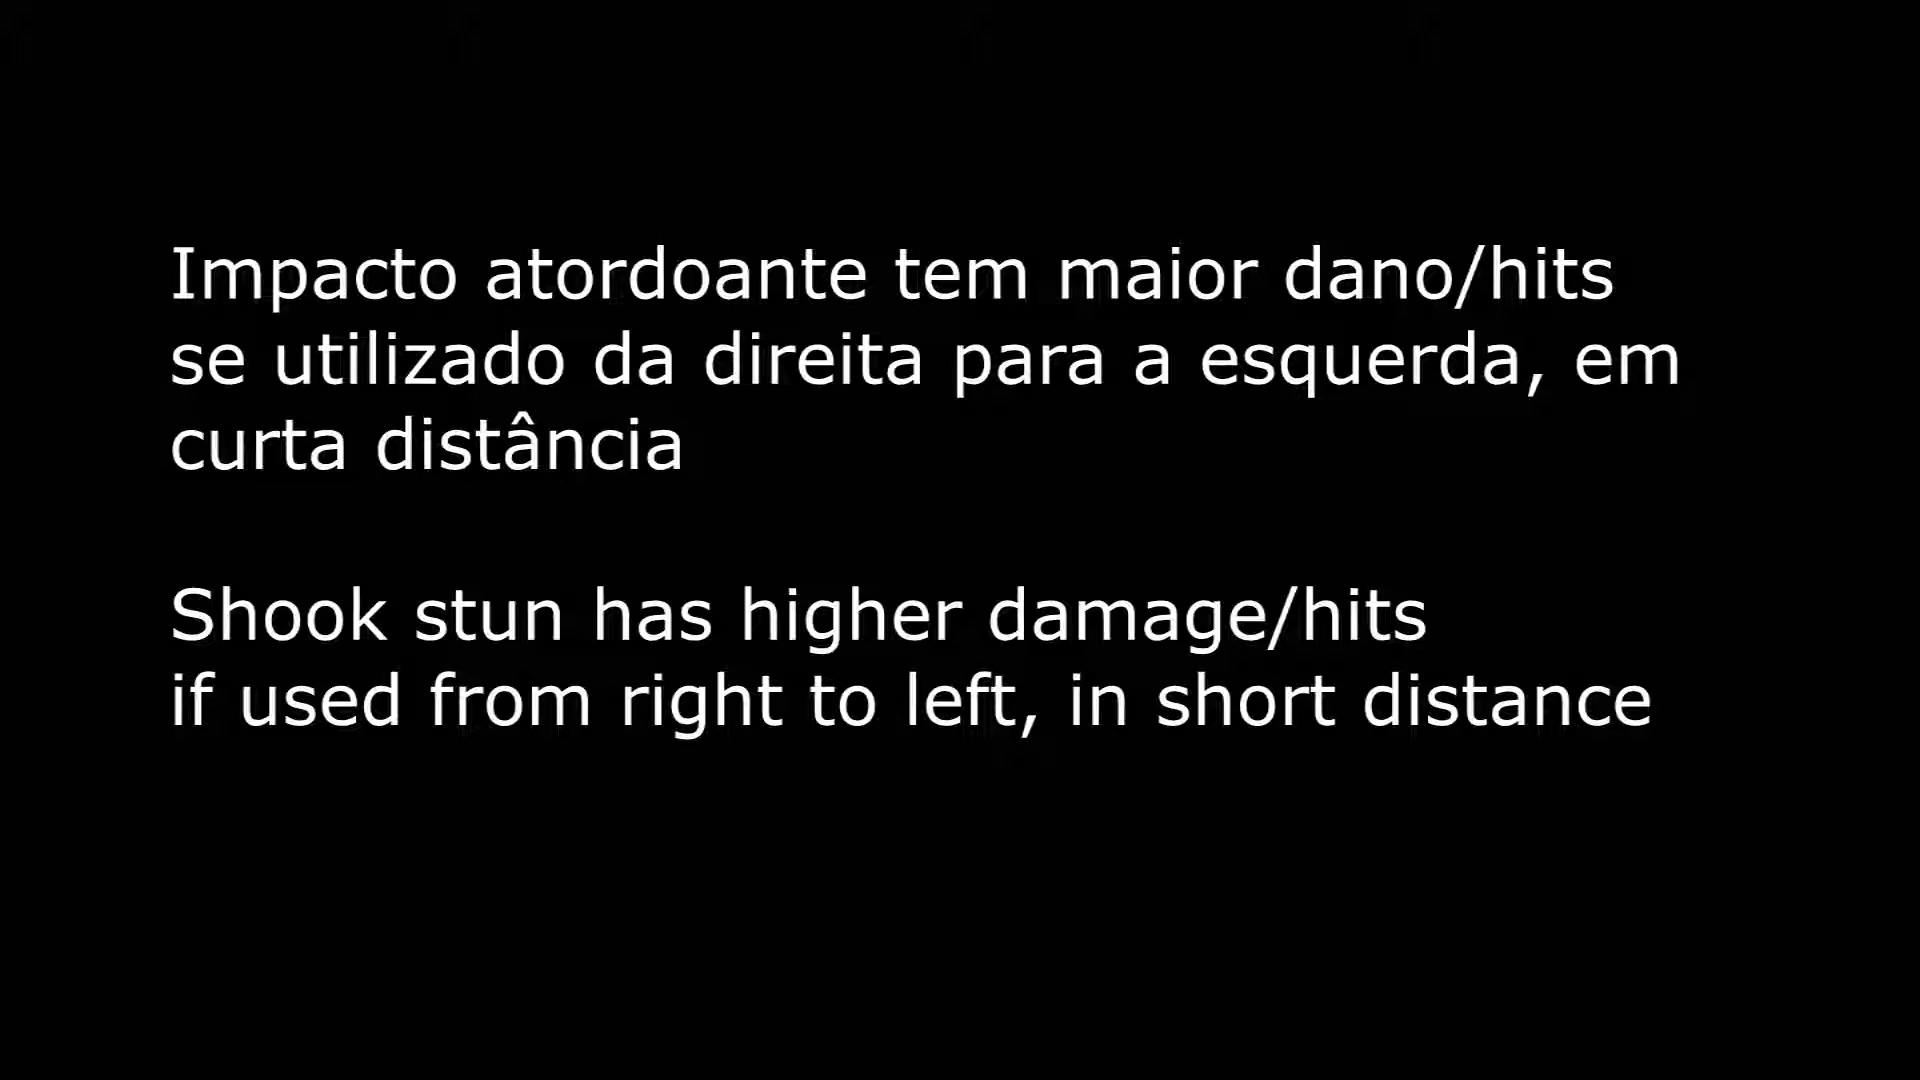 Impacto atordoante tem maior dano/hits
se utilizado da direita para a esquerda, em
curta distância
Shook stun has higher damage/hits
if used from right to left, in short distance